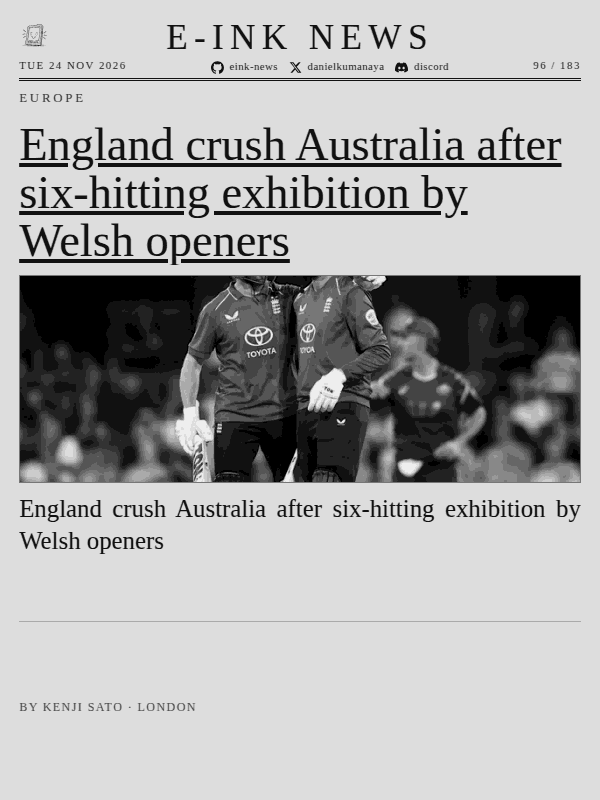 E-INK NEWS
TUE 24 NOV 2026
eink-news
danielkumanaya
discord
96 / 183
EUROPE
England crush Australia after
six-hitting exhibition by
Welsh openers
TOYOTA
TOYOTA
England crush Australia after six-hitting exhibition by
Welsh openers
BY KENJI SATO · LONDON